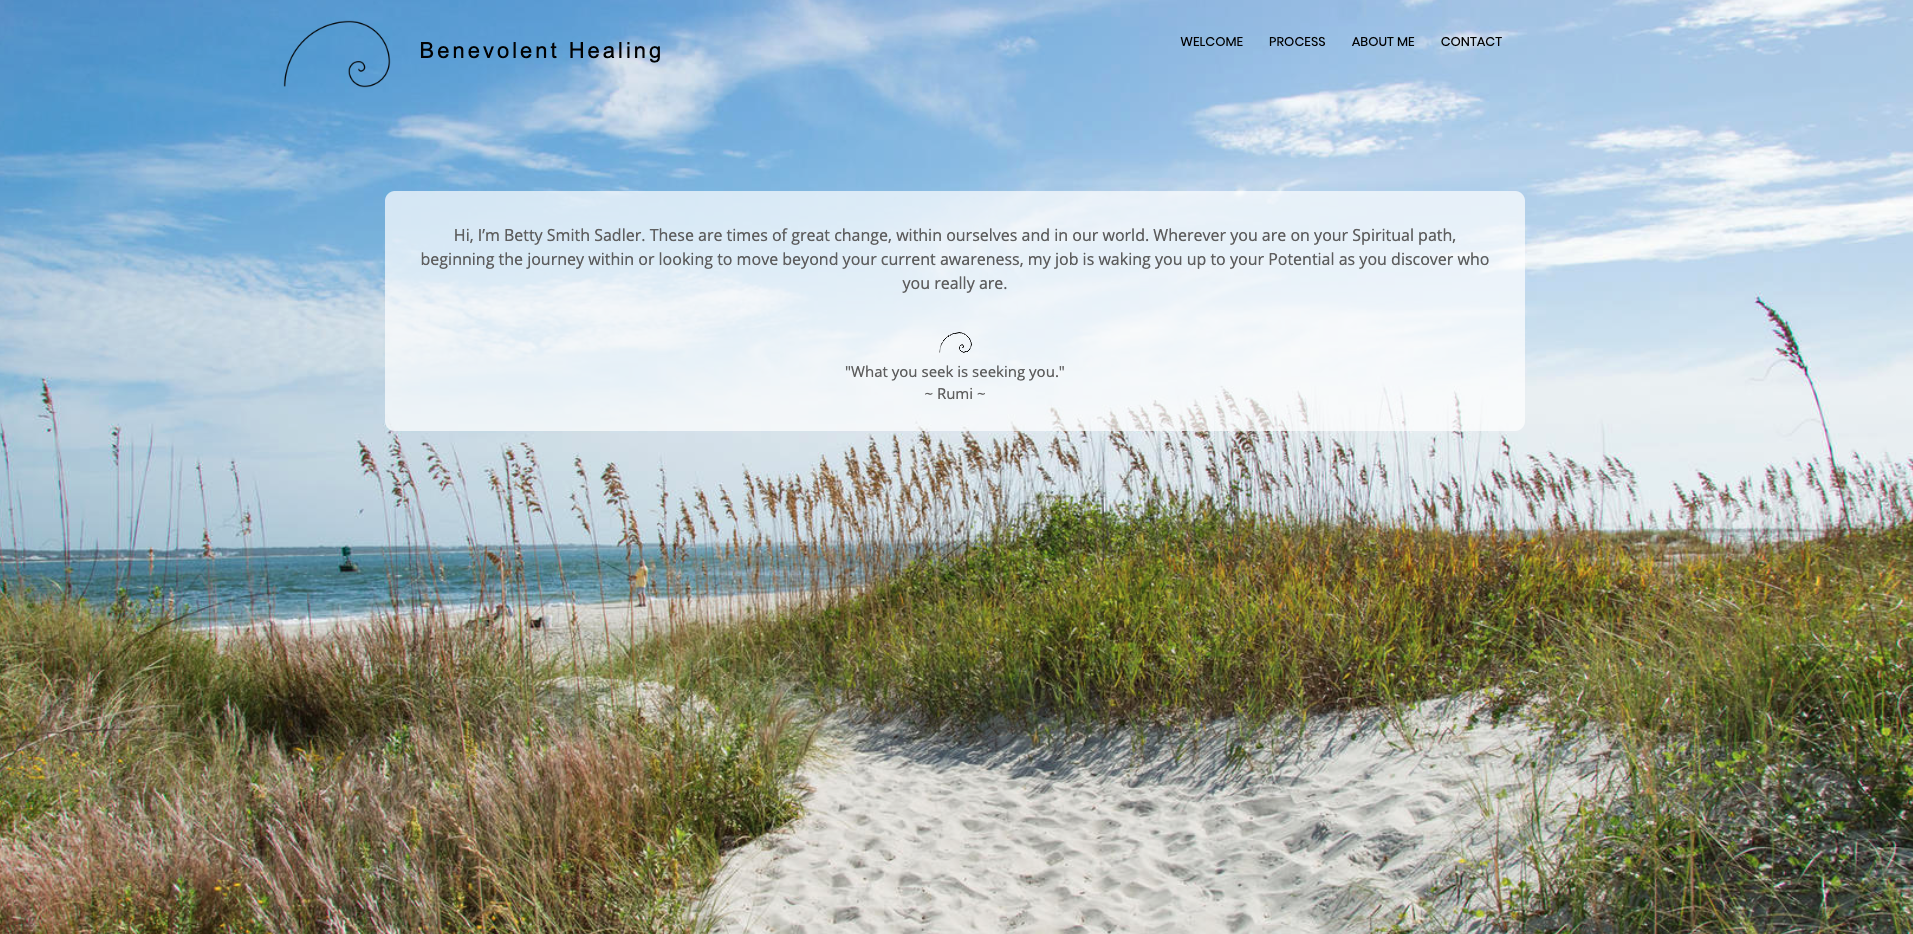 Benevolent Healing
WELCOME PROCESS ABOUT ME CONTACT
Hi, I’m Betty Smith Sadler. These are times of great change, within ourselves and in our world. Wherever you are on your Spiritual path,
beginning the journey within or looking to move beyond your current awareness, my job is waking you up to your Potential as you discover who
you really are.
"What you seek is seeking you."
~ Rumi ~